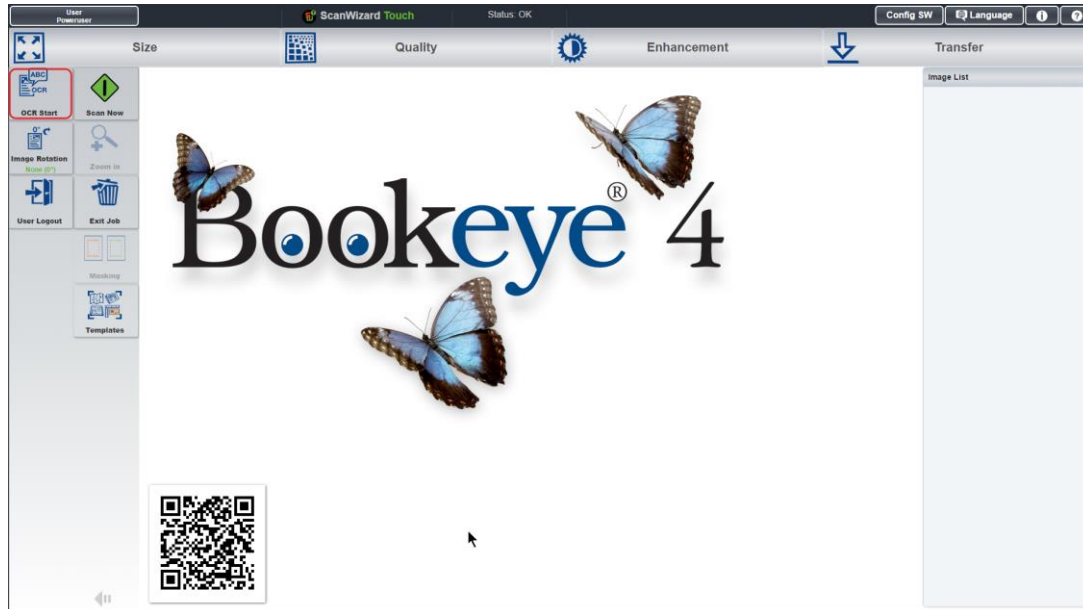 User
Poweruser
ScanWizard Touch
Status: OK
Config SW
Language
Size
Quality
Enhancement
Transfer
ABC
OCR
OCR Start
Scan Now
Image List
0°
Image Rotation
None (0°)
Zoom in
User Logout
Exit Job
Masking
Templates
Bookeye® 4